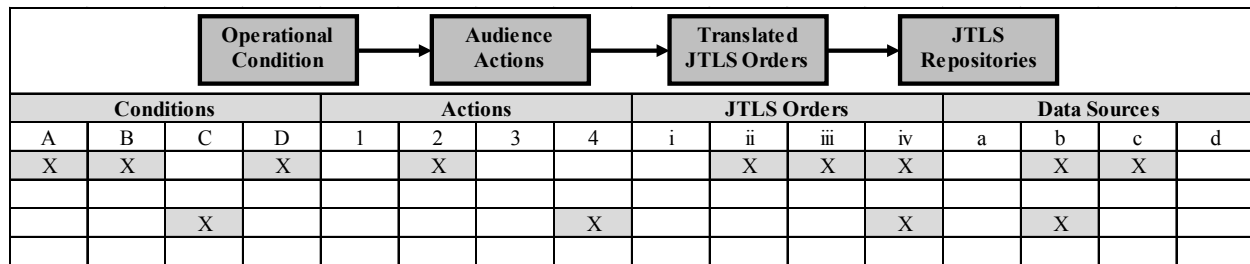 Operational Condition
Audience Actions
Translated JTLS Orders
JTLS Repositories
Conditions Actions JTLS Orders Data Sources
A B C D 1 2 3 4 i ii iii iv a b c d
X X X X X X X X X
X X X X